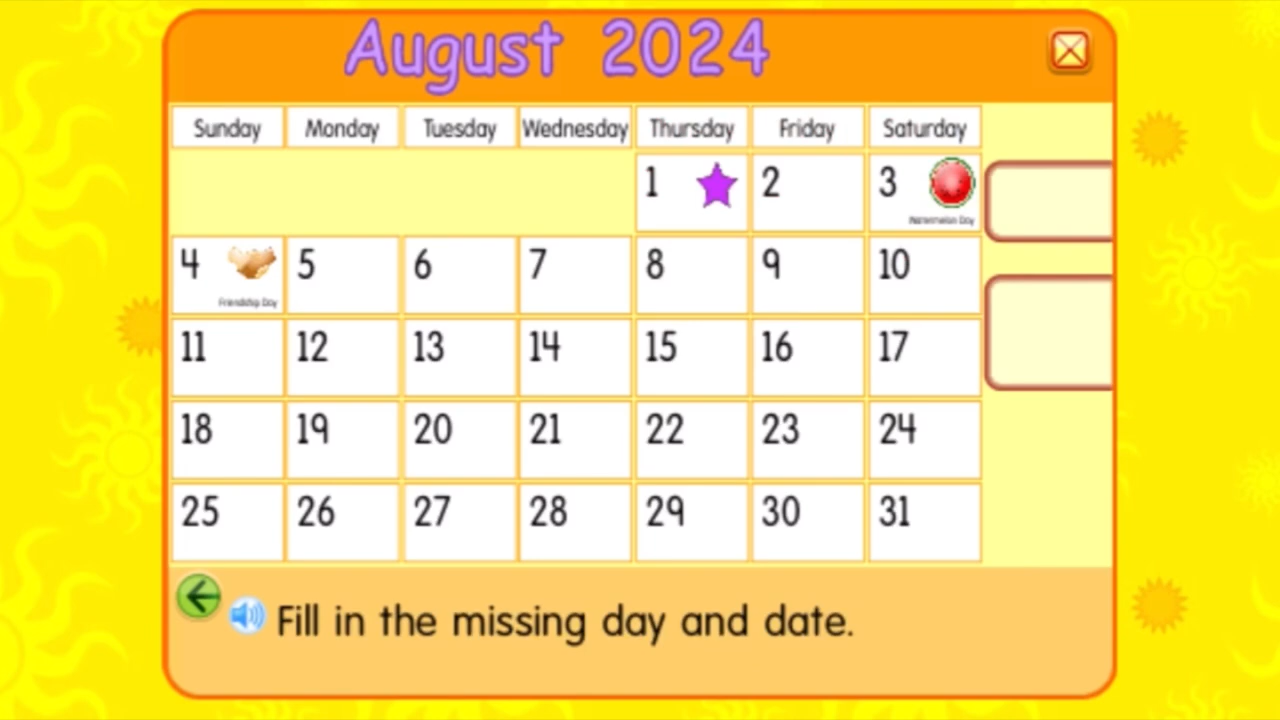 August 2024
Sunday Monday Tuesday Wednesday Thursday Friday Saturday
1 2 3
Watermelon Day
4 5 6 7 8 9 10
Friendship Day
11 12 13 14 15 16 17
18 19 20 21 22 23 24
25 26 27 28 29 30 31
Fill in the missing day and date.